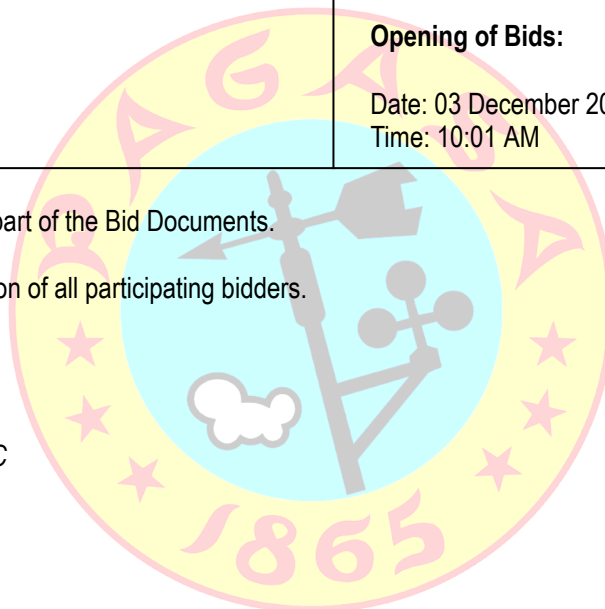 Opening of Bids:
Date: 03 December 20
Time: 10:01 AM
part of the Bid Documents.
on of all participating bidders.
C
PAGASA
1865